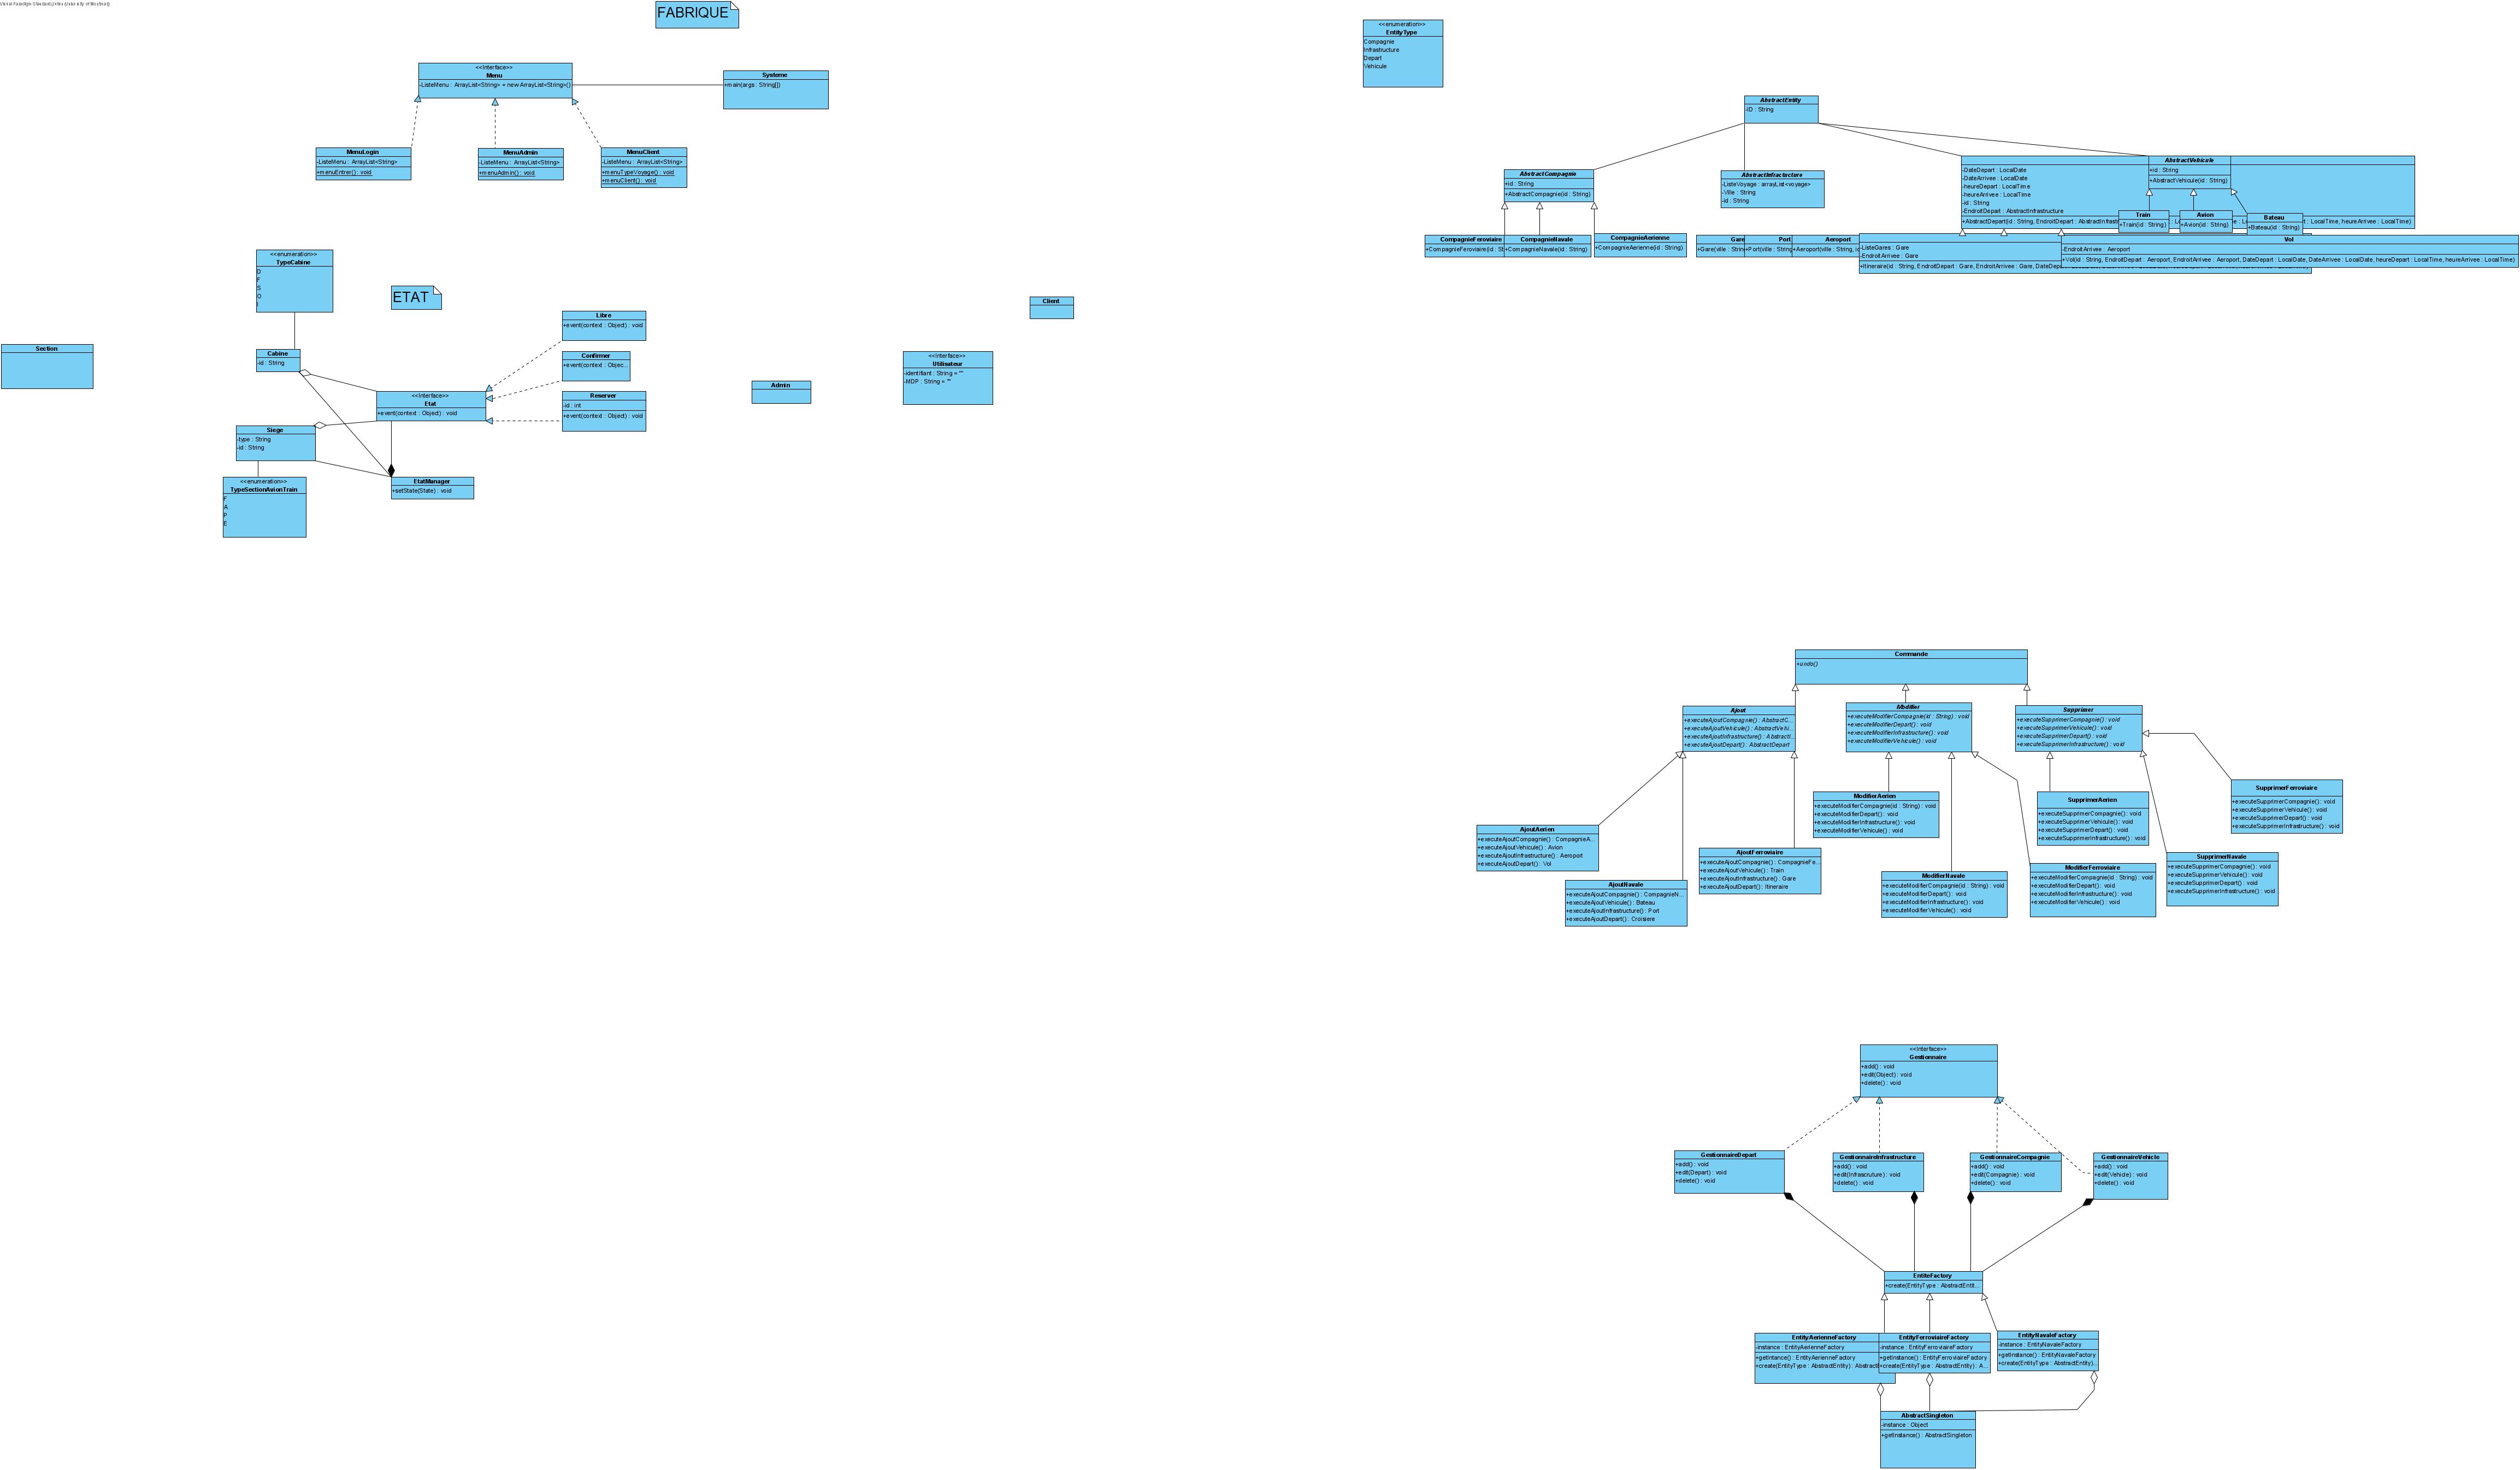 Visual Paradigm Standard (University of Montreal)
FABRIQUE
<<Interface>>
Menu
-ListeMenu : ArrayList<String> = new ArrayList<String>()
Systeme
+main(args : String[])
MenuLogin
-ListeMenu : ArrayList<String>
+menuEntrer() : void
MenuAdmin
-ListeMenu : ArrayList<String>
+menuAdmin() : void
MenuClient
-ListeMenu : ArrayList<String>
+menuTypeVoyage() : void
+menuClient() : void
<<enumeration>>
TypeCabine
D
F
S
O
I
ETAT
Section
Cabine
-id : String
Libre
+event(context : Object) : void
Confirmer
+event(context : Objec...
Reserver
-id : int
+event(context : Object) : void
<<Interface>>
Etat
+event(context : Object) : void
Siege
-type : String
-id : String
<<enumeration>>
TypeSectionAvionTrain
F
A
P
E
EtatManager
+setState(State) : void
Admin
<<Interface>>
Utilisateur
-identifiant : String = ""
-MDP : String = ""
Client
<<enumeration>>
EntityType
Compagnie
Infrastructure
Depart
Vehicule
AbstractEntity
-ID : String
AbstractCompagnie
+id : String
+AbstractCompagnie(id : String)
AbstractInfractucture
-ListeVoyage : arrayList<voyage>
-Ville : String
-id : String
-DateDepart : LocalDate
-DateArrivee : LocalDate
-heureDepart : LocalTime
-heureArrivee : LocalTime
-id : String
-EndroitDepart : AbstractInfrastructure
+AbstractDepart(id : String, EndroitDepart : AbstractInfrastr
: LocalTime, heureArrivee : LocalTime)
AbstractVehicule
+id : String
+AbstractVehicule(id : String)
Train
+Train(id : String)
Avion
+Avion(id : String)
Bateau
+Bateau(id : String)
CompagnieFeroviaire
+CompagnieFeroviaire(id : St
CompagnieNavale
+CompagnieNavale(id : String)
CompagnieAerienne
+CompagnieAerienne(id : String)
Gare
+Gare(ville : Strin
Port
+Port(ville : String
Aeroport
+Aeroport(ville : String, i
-ListeGares : Gare
-EndroitArrivee : Gare
+Itineraire(id : String, EndroitDepart : Gare, EndroitArrivee : Gare, DateDep
Vol
-EndroitArrivee : Aeroport
+Vol(id : String, EndroitDepart : Aeroport, EndroitArrivee : Aeroport, DateDepart : LocalDate, DateArrivee : LocalDate, heureDepart : LocalTime, heureArrivee : LocalTime)
Commande
+undo()
Ajout
+executeAjoutCompagnie() : AbstractC...
+executeAjoutVehicule() : AbstractVehi...
+executeAjoutInfrastructure() : AbstractI...
+executeAjoutDepart() : AbstractDepart
Modifier
+executeModifierCompagnie(id : String) : void
+executeModifierDepart() : void
+executeModifierInfrastructure() : void
+executeModifierVehicule() : void
Supprimer
+executeSupprimerCompagnie() : void
+executeSupprimerVehicule() : void
+executeSupprimerDepart() : void
+executeSupprimerInfrastructure() : void
AjoutAerien
+executeAjoutCompagnie() : CompagnieA...
+executeAjoutVehicule() : Avion
+executeAjoutInfrastructure() : Aeroport
+executeAjoutDepart() : Vol
AjoutNavale
+executeAjoutCompagnie() : CompagnieN...
+executeAjoutVehicule() : Bateau
+executeAjoutInfrastructure() : Port
+executeAjoutDepart() : Croisiere
AjoutFerroviaire
+executeAjoutCompagnie() : CompagnieFe...
+executeAjoutVehicule() : Train
+executeAjoutInfrastructure() : Gare
+executeAjoutDepart() : Itineraire
ModifierAerien
+executeModifierCompagnie(id : String) : void
+executeModifierDepart() : void
+executeModifierInfrastructure() : void
+executeModifierVehicule() : void
ModifierNavale
+executeModifierCompagnie(id : String) : void
+executeModifierDepart() : void
+executeModifierInfrastructure() : void
+executeModifierVehicule() : void
ModifierFerroviaire
+executeModifierCompagnie(id : String) : void
+executeModifierDepart() : void
+executeModifierInfrastructure() : void
+executeModifierVehicule() : void
SupprimerAerien
+executeSupprimerCompagnie() : void
+executeSupprimerVehicule() : void
+executeSupprimerDepart() : void
+executeSupprimerInfrastructure() : void
SupprimerNavale
+executeSupprimerCompagnie() : void
+executeSupprimerVehicule() : void
+executeSupprimerDepart() : void
+executeSupprimerInfrastructure() : void
SupprimerFerroviaire
+executeSupprimerCompagnie() : void
+executeSupprimerVehicule() : void
+executeSupprimerDepart() : void
+executeSupprimerInfrastructure() : void
<<Interface>>
Gestionnaire
+add() : void
+edit(Object) : void
+delete() : void
GestionnaireDepart
+add() : void
+edit(Depart) : void
+delete() : void
GestionnaireInfrastructure
+add() : void
+edit(Infrascruture) : void
+delete() : void
GestionnaireCompagnie
+add() : void
+edit(Compagnie) : void
+delete() : void
GestionnaireVehicle
+add() : void
+edit(Vehicle) : void
+delete() : void
EntiteFactory
+create(EntityType : AbstractEntit...
EntityAerienneFactory
-instance : EntityAerienneFactory
+getIntance() : EntityAerienneFactory
+create(EntityType : AbstractEntity) : Abstract
EntityFerroviaireFactory
-instance : EntityFerroviaireFactory
+getInstance() : EntityFerroviaireFactory
+create(EntityType : AbstractEntity) : A...
EntityNavaleFactory
-instance : EntityNavaleFactory
+getInstance() : EntityNavaleFactory
+create(EntityType : AbstractEntity)...
AbstractSingleton
-instance : Object
+getInstance() : AbstractSingleton